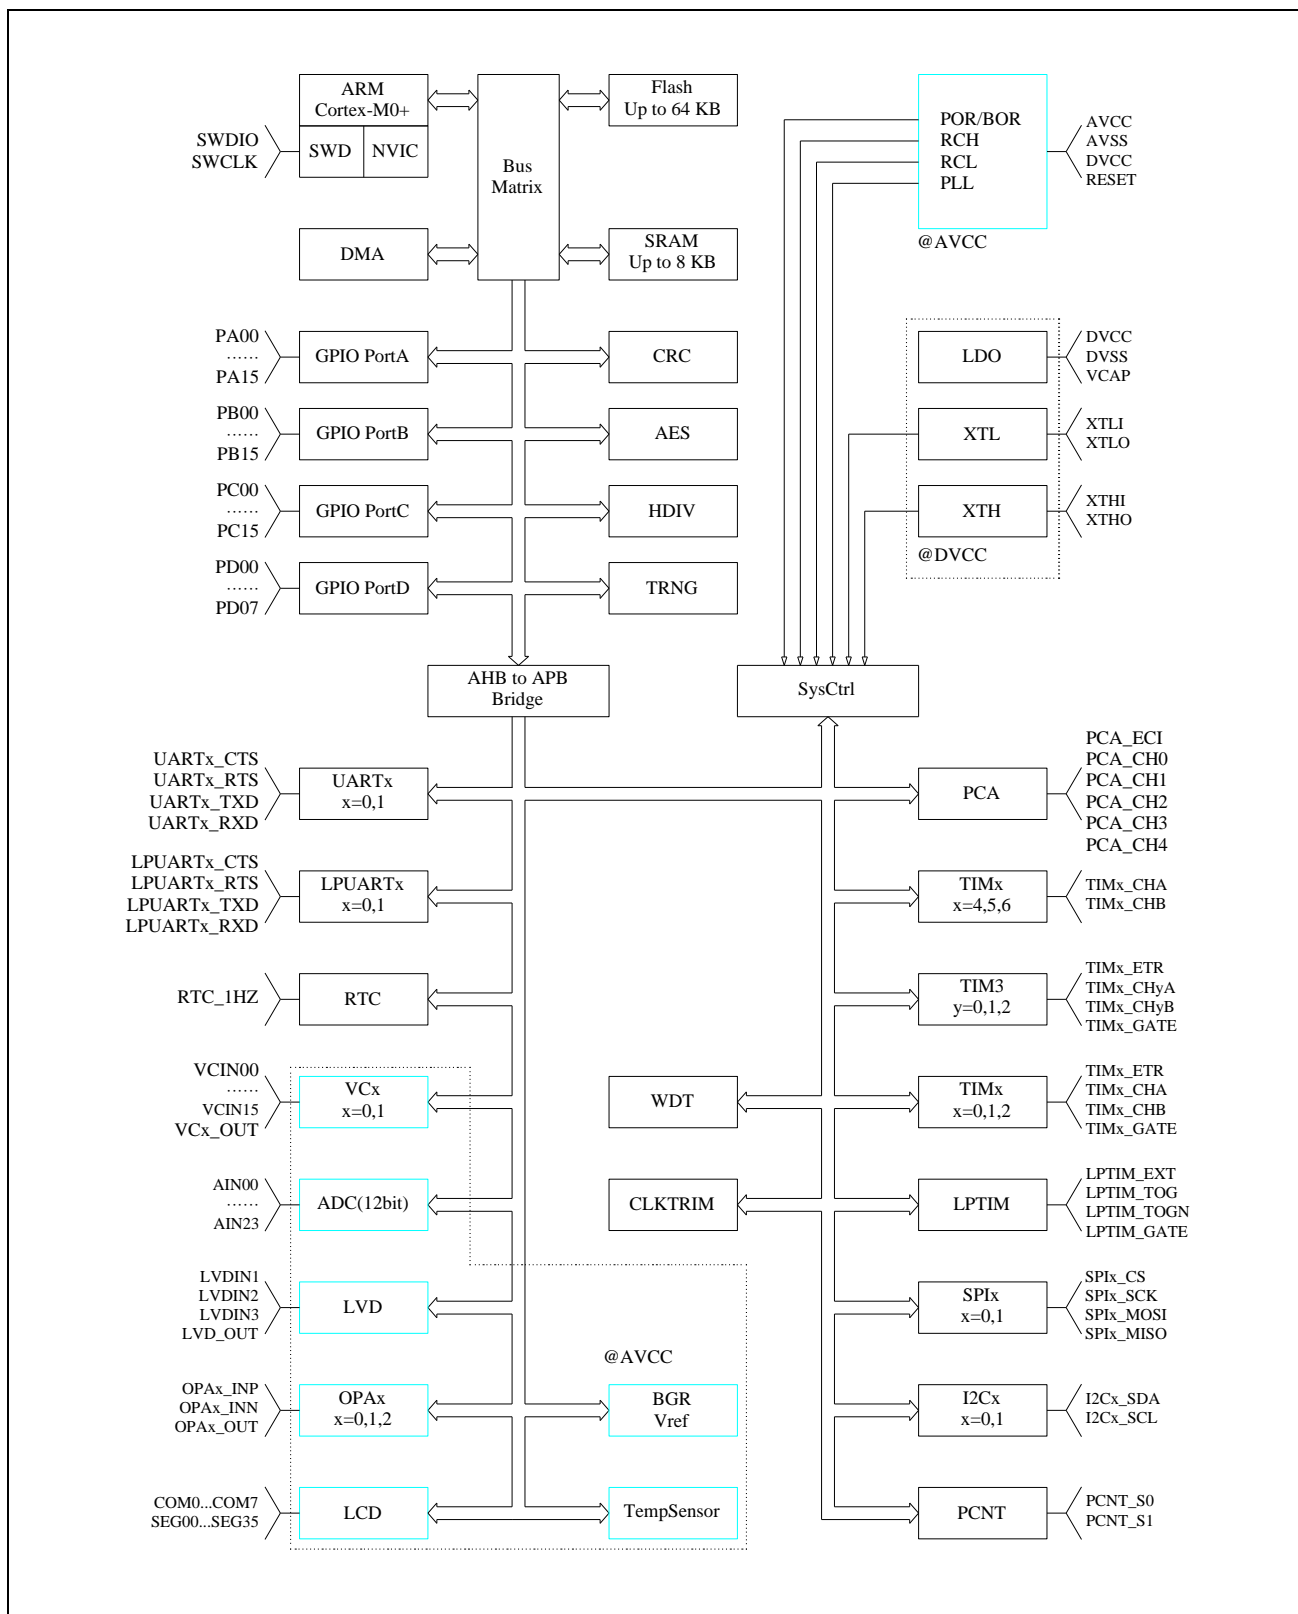 ARM
Cortex-M0+
SWD
NVIC
SWDIO
SWCLK
Bus
Matrix
Flash
Up to 64 KB
DMA
SRAM
Up to 8 KB
POR/BOR
RCH
RCL
PLL
@AVCC
AVCC
AVSS
DVCC
RESET
PA00
......
PA15
GPIO PortA
CRC
LDO
DVCC
DVSS
VCAP
PB00
......
PB15
GPIO PortB
AES
XTL
XTLI
XTLO
PC00
......
PC15
GPIO PortC
HDIV
XTH
XTHI
XTHO
@DVCC
PD00
......
PD07
GPIO PortD
TRNG
AHB to APB
Bridge
SysCtrl
UARTx_CTS
UARTx_RTS
UARTx_TXD
UARTx_RXD
UARTx
x=0,1
PCA
PCA_ECI
PCA_CH0
PCA_CH1
PCA_CH2
PCA_CH3
PCA_CH4
LPUARTx_CTS
LPUARTx_RTS
LPUARTx_TXD
LPUARTx_RXD
LPUARTx
x=0,1
TIMx
x=4,5,6
TIMx_CHA
TIMx_CHB
RTC_1HZ
RTC
TIM3
y=0,1,2
TIMx_ETR
TIMx_CHyA
TIMx_CHyB
TIMx_GATE
VCIN00
......
VCIN15
VCx_OUT
VCx
x=0,1
WDT
TIMx
x=0,1,2
TIMx_ETR
TIMx_CHA
TIMx_CHB
TIMx_GATE
AIN00
......
AIN23
ADC(12bit)
CLKTRIM
LPTIM
LPTIM_EXT
LPTIM_TOG
LPTIM_TOGN
LPTIM_GATE
LVDIN1
LVDIN2
LVDIN3
LVD_OUT
LVD
SPIx
x=0,1
SPIx_CS
SPIx_SCK
SPIx_MOSI
SPIx_MISO
@AVCC
OPAx_INP
OPAx_INN
OPAx_OUT
OPAx
x=0,1,2
BGR
Vref
I2Cx
x=0,1
I2Cx_SDA
I2Cx_SCL
COM0...COM7
SEG00...SEG35
LCD
TempSensor
PCNT
PCNT_S0
PCNT_S1